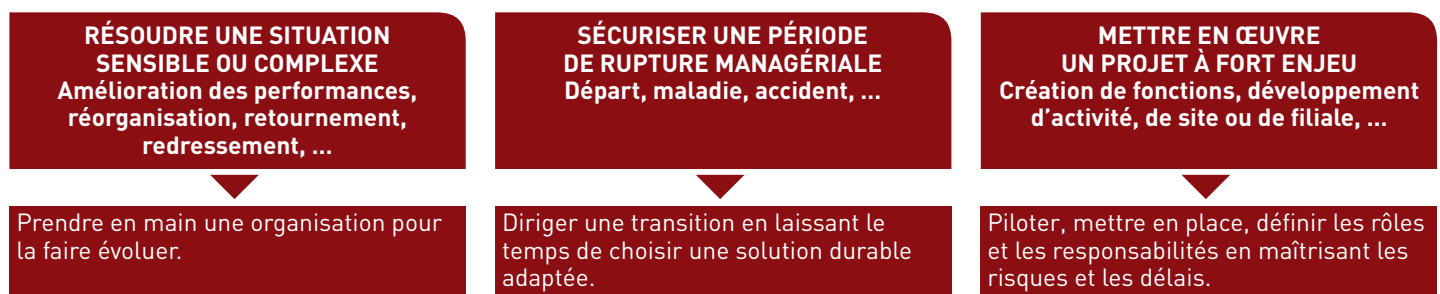 RÉSOUDRE UNE SITUATION
SENSIBLE OU COMPLEXE
Amélioration des performances,
réorganisation, retournement,
redressement, ...
Prendre en main une organisation pour
la faire évoluer.
SÉCURISER UNE PÉRIODE
DE RUPTURE MANAGÉRIALE
Départ, maladie, accident, ...
Diriger une transition en laissant le
temps de choisir une solution durable
adaptée.
METTRE EN ŒUVRE
UN PROJET À FORT ENJEU
Création de fonctions, développement
d’activité, de site ou de filiale, ...
Piloter, mettre en place, définir les rôles
et les responsabilités en maîtrisant les
risques et les délais.